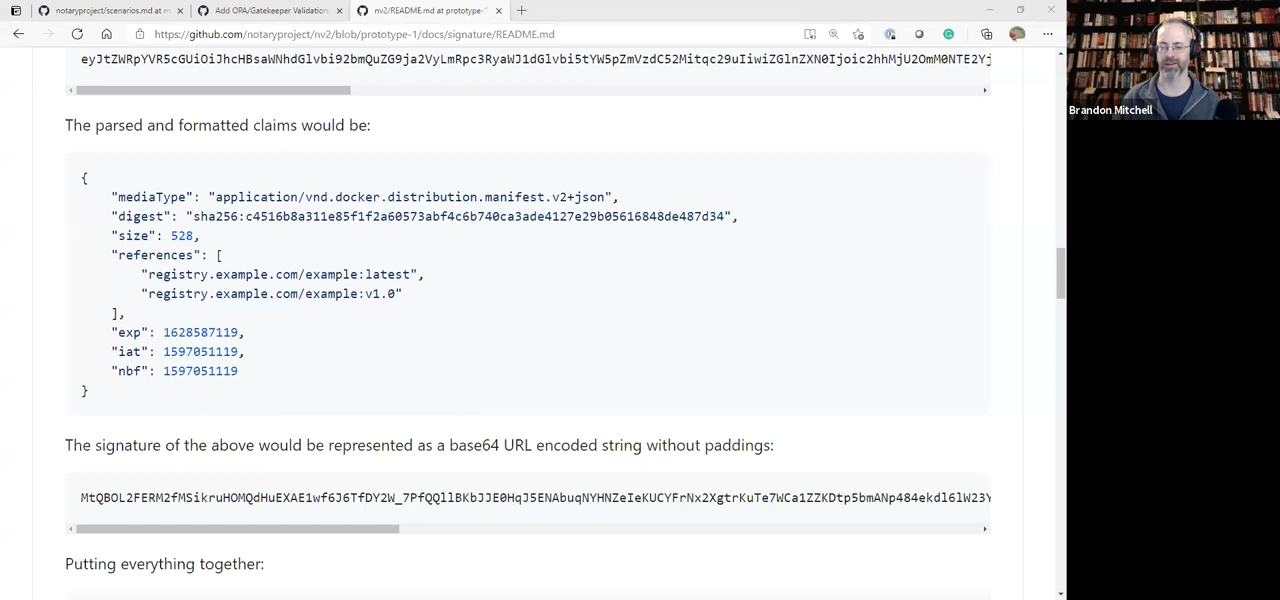 notaryproject/scenarios.md at m
Add OPA/Gatekeeper Validation
nv2/README.md at prototype-1
https://github.com/notaryproject/nv2/blob/prototype-1/docs/signature/README.md
eyJtZWRpYVR5cGUiOiJhcHBsaWNhdGlvbi92bmQuZG9ja2VyLmRpc3RyaWJ1dGlvbi5tYW5pZmVzdC52Mitqc29uIiwiZGlnZXN0Ijoic2hhMjU2OmM0NTE2Yj
The parsed and formatted claims would be:
{
"mediaType": "application/vnd.docker.distribution.manifest.v2+json",
"digest": "sha256:c4516b8a311e85f1f2a60573abf4c6b740ca3ade4127e29b05616848de487d34",
"size": 528,
"references": [
"registry.example.com/example:latest",
"registry.example.com/example:v1.0"
],
"exp": 1628587119,
"iat": 1597051119,
"nbf": 1597051119
}
The signature of the above would be represented as a base64 URL encoded string without paddings:
MtQBOL2FERM2fMSikruHOMQdHuEXAE1wf6J6TfDY2W_7PfQQllBKbJJE0HqJ5ENAbuqNYHNZeIeKUCYFrNx2XgtrKuTe7WCa1ZZKDtp5bmANp484ekdl6lW23Y
Putting everything together:
Brandon Mitchell